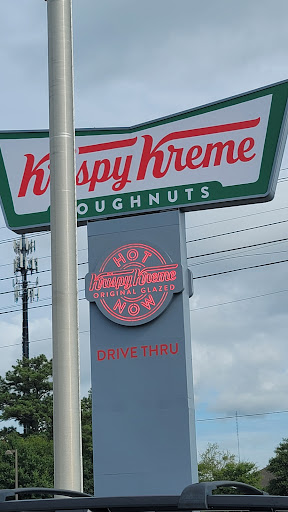 Krispy Kreme
DOUGHNUTS
HOT
Krispy Kreme
ORIGINAL GLAZED
NOW
DRIVE THRU